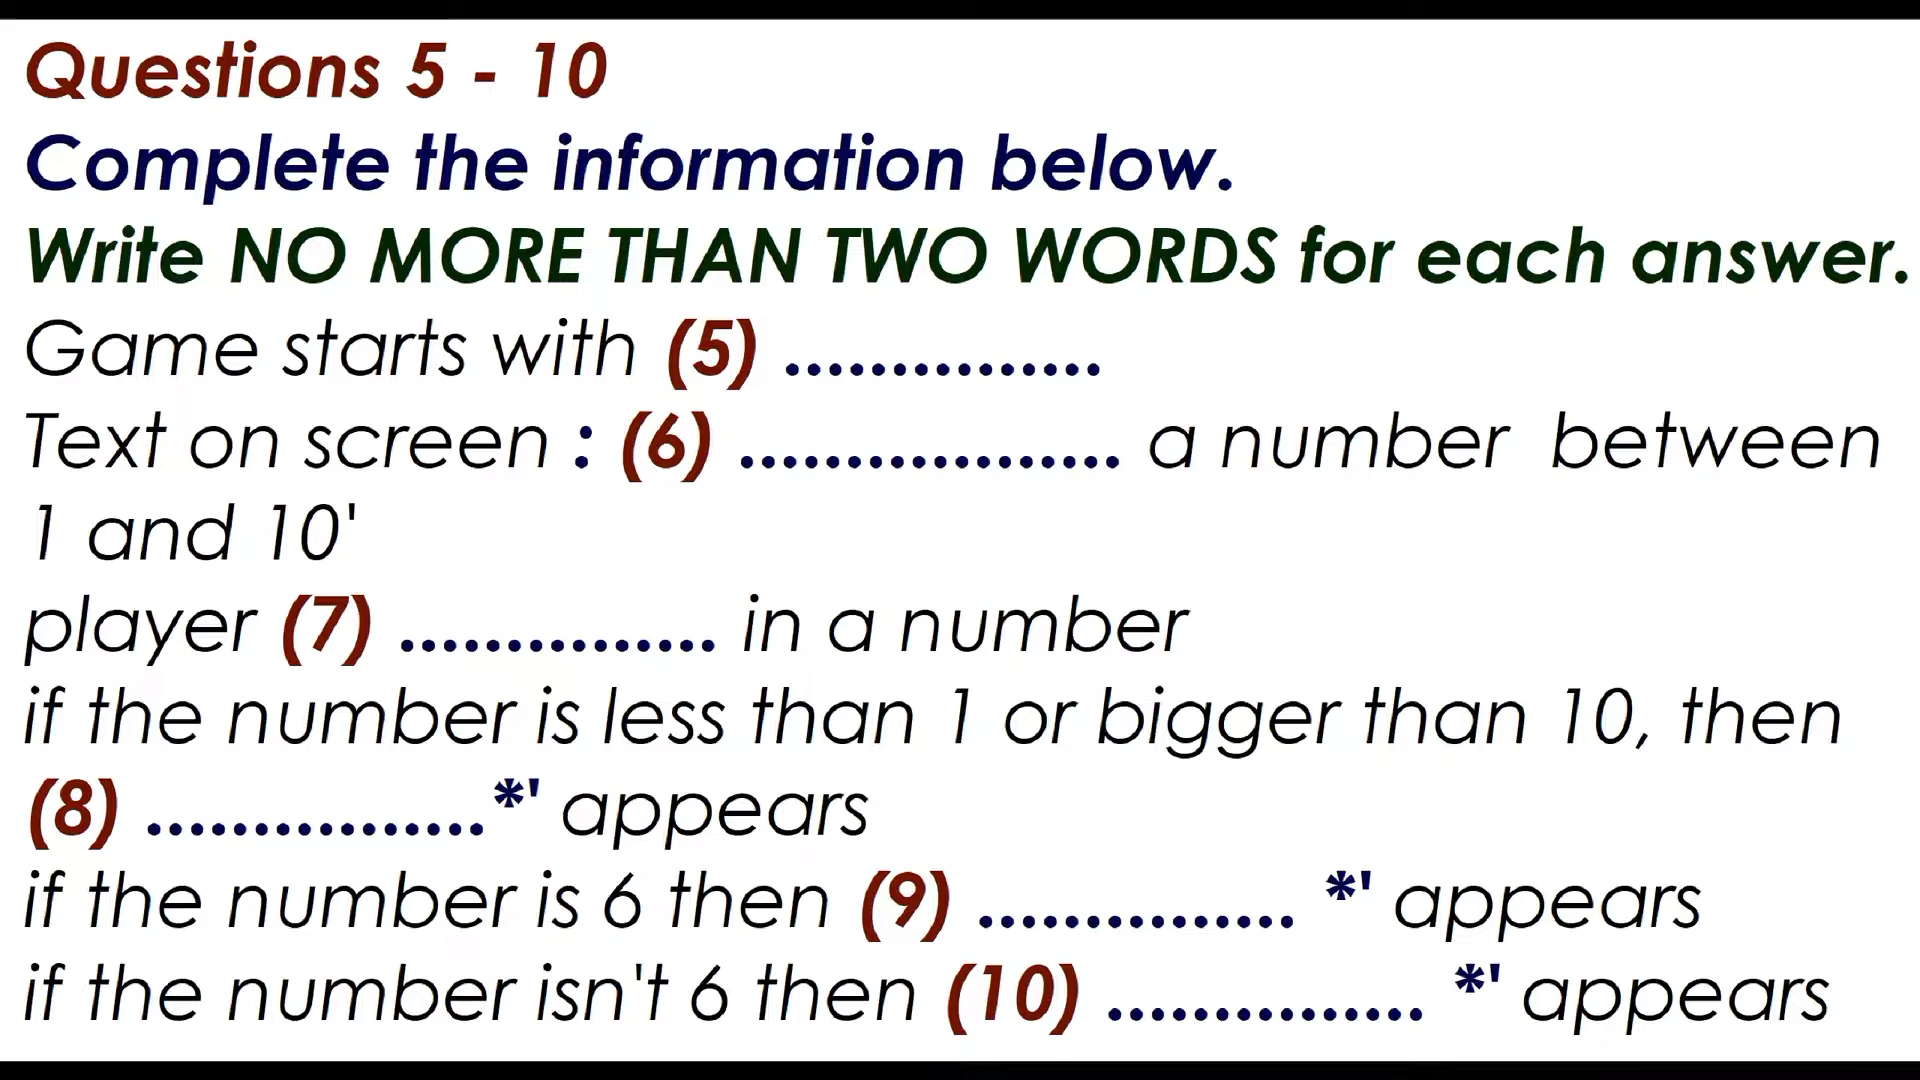 Questions 5 - 10
Complete the information below.
Write NO MORE THAN TWO WORDS for each answer.
Game starts with (5) ...............
Text on screen : (6) .................. a number between
1 and 10'
player (7) ............... in a number
if the number is less than 1 or bigger than 10, then
(8) ................*' appears
if the number is 6 then (9) ............... *' appears
if the number isn't 6 then (10) ............... *' appears